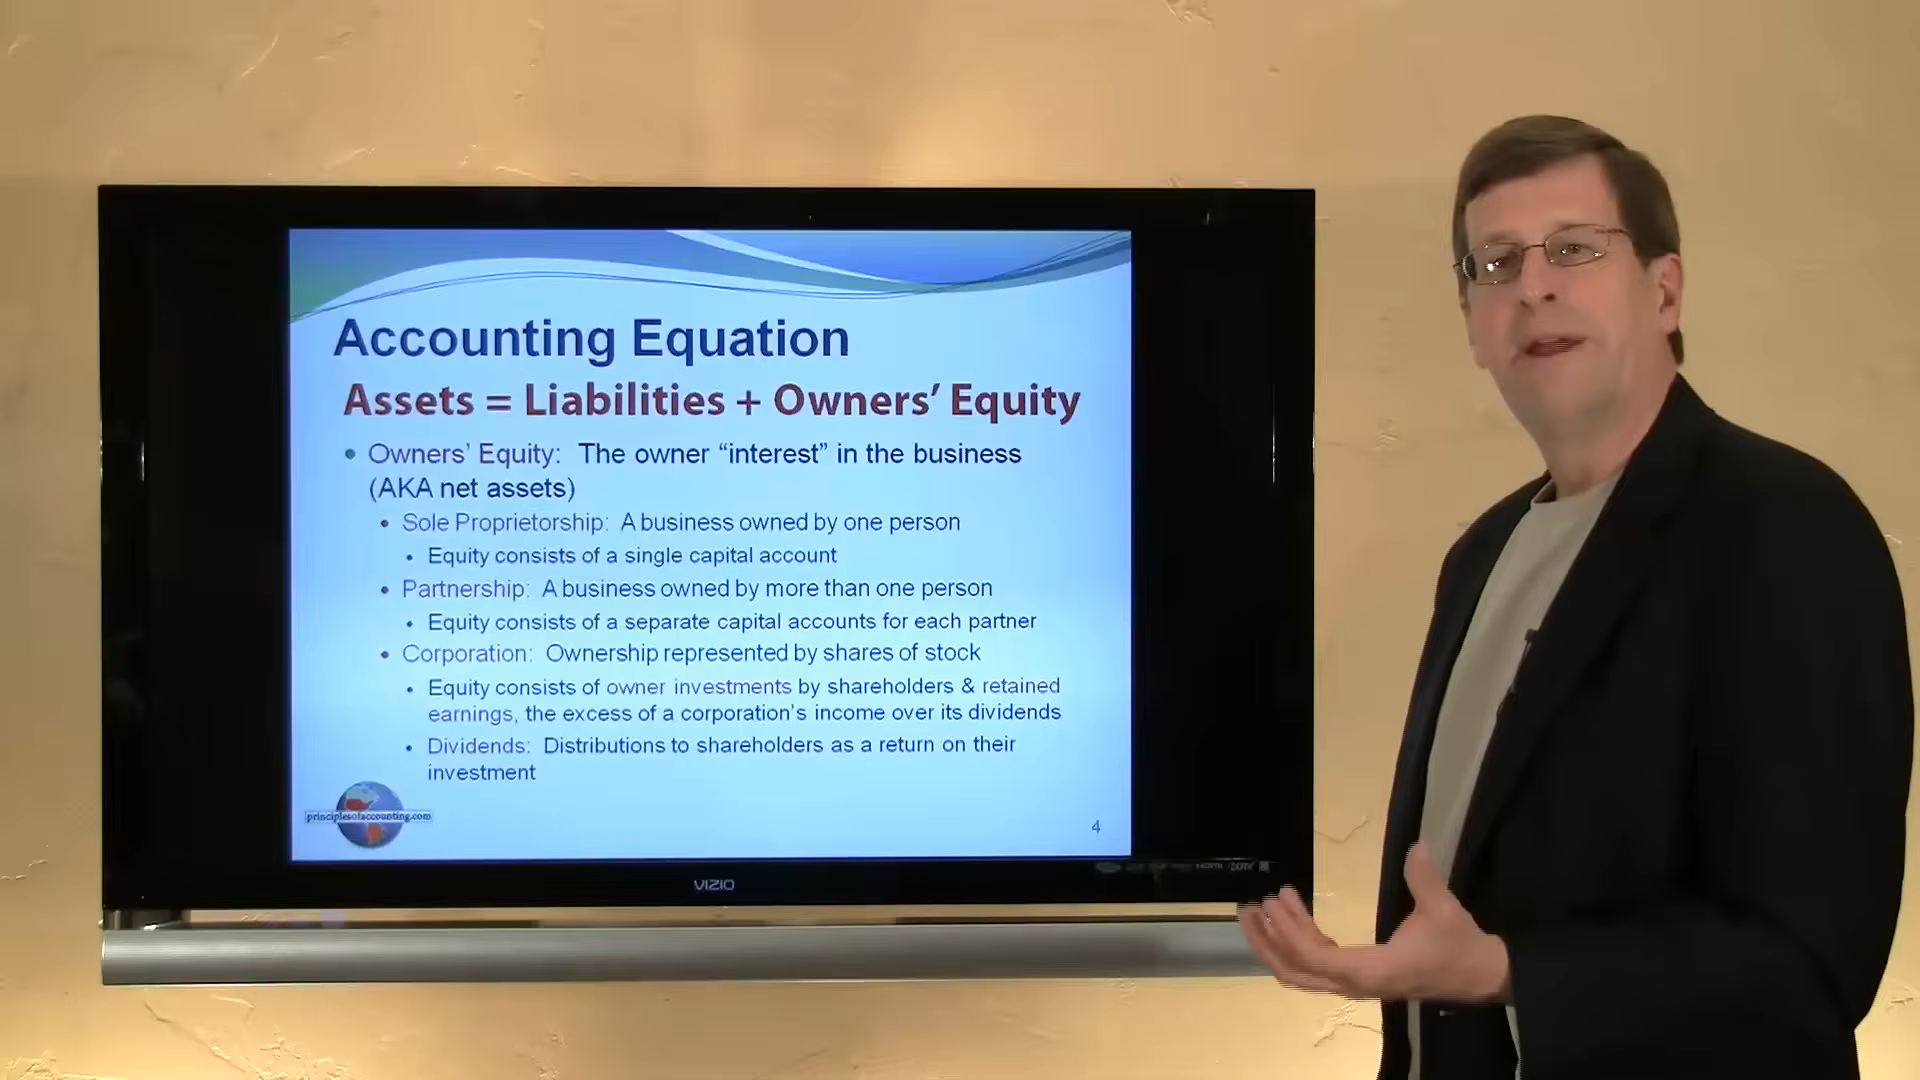 Accounting Equation
Assets = Liabilities + Owners' Equity
• Owners' Equity: The owner “interest” in the business
(AKA net assets)
• Sole Proprietorship: A business owned by one person
• Equity consists of a single capital account
• Partnership: A business owned by more than one person
• Equity consists of a separate capital accounts for each partner
• Corporation: Ownership represented by shares of stock
• Equity consists of owner investments by shareholders & retained
earnings, the excess of a corporation's income over its dividends
• Dividends: Distributions to shareholders as a return on their
investment
principlesofaccounting.com
4
VIZIO